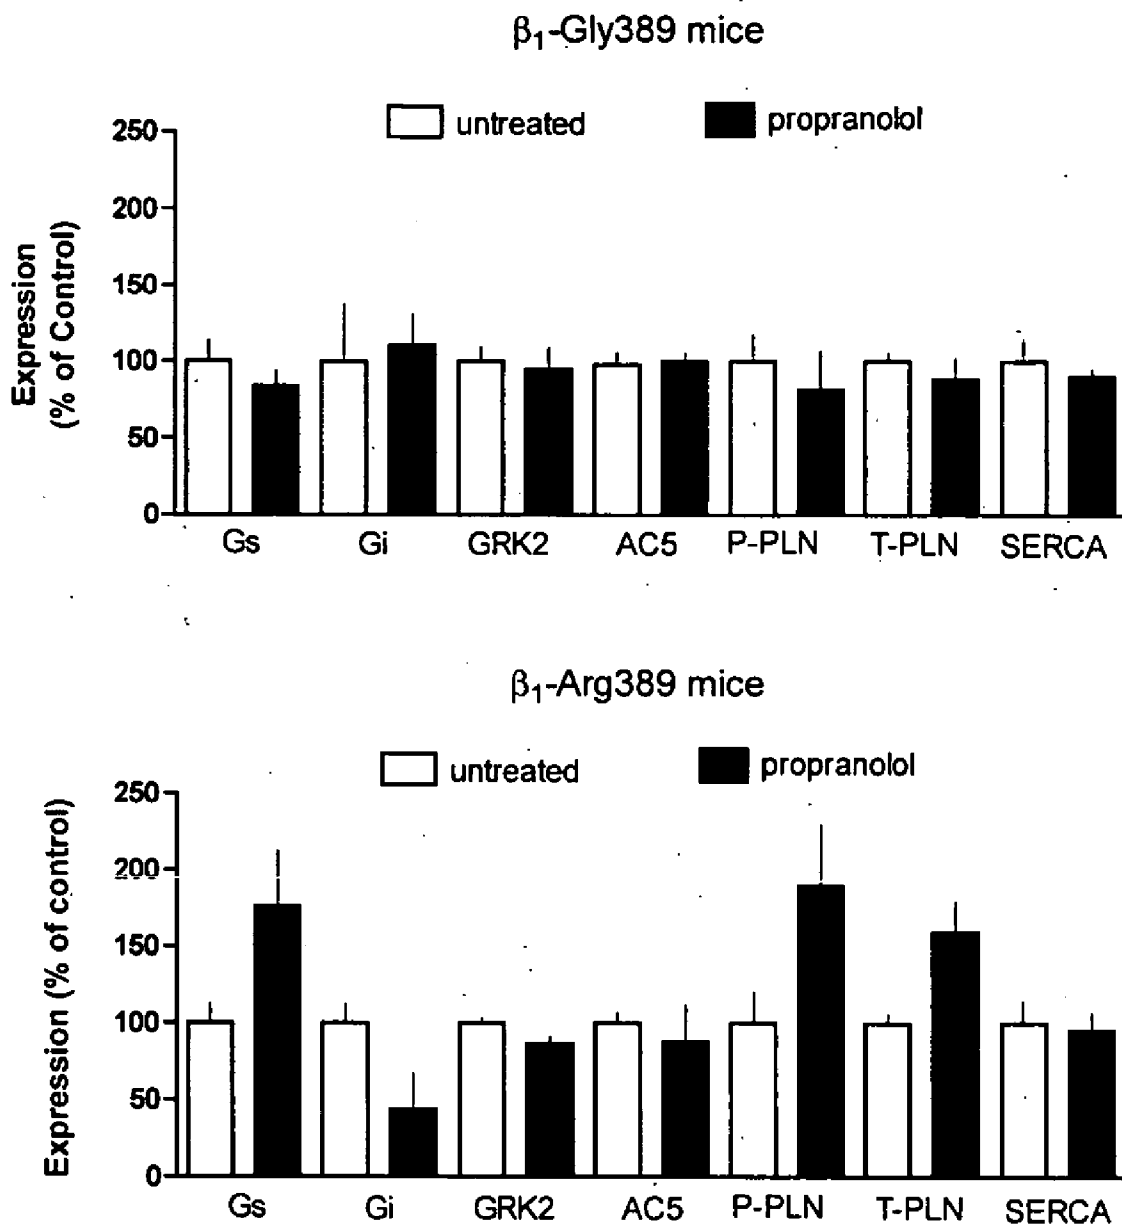 β₁-Gly389 mice
untreated propranolol
Expression
(% of Control)
250
200
150
100
50
0
Gs Gi GRK2 AC5 P-PLN T-PLN SERCA
β₁-Arg389 mice
untreated propranolol
Expression (% of control)
250
200
150
100
50
0
Gs Gi GRK2 AC5 P-PLN T-PLN SERCA